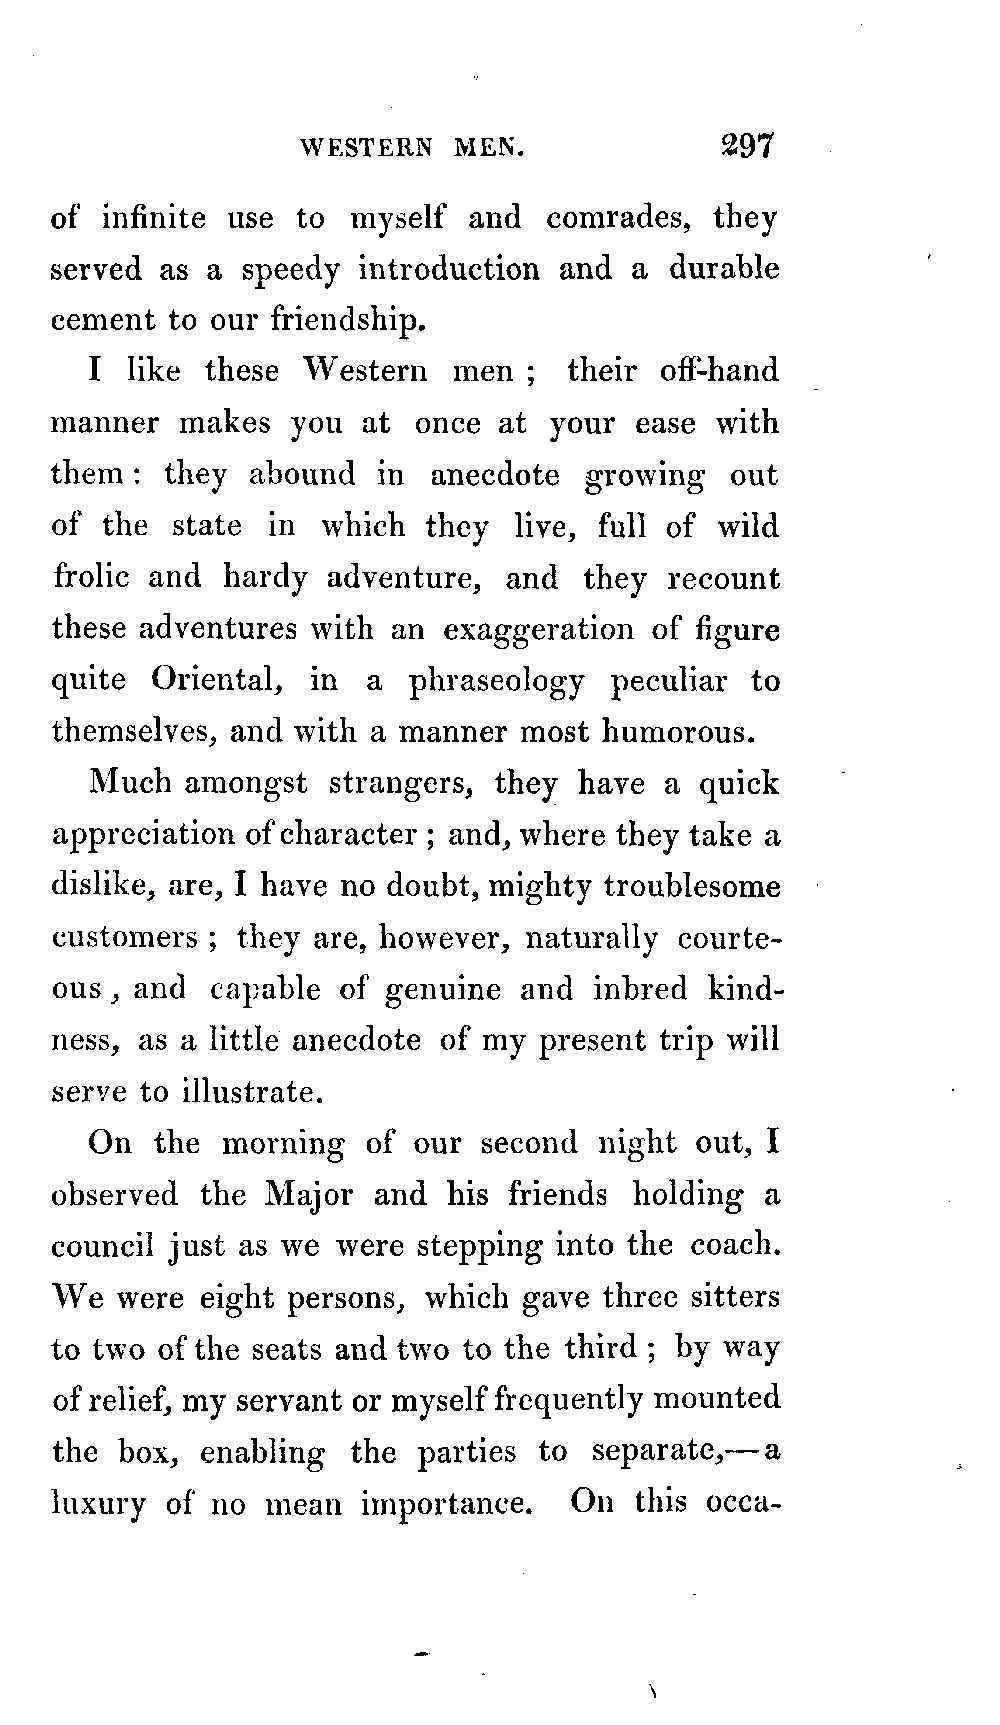 WESTERN MEN. 297
of infinite use to myself and comrades, they
served as a speedy introduction and a durable
cement to our friendship.
I like these Western men ; their off-hand
manner makes you at once at your ease with
them : they abound in anecdote growing out
of the state in which they live, full of wild
frolic and hardy adventure, and they recount
these adventures with an exaggeration of figure
quite Oriental, in a phraseology peculiar to
themselves, and with a manner most humorous.
Much amongst strangers, they have a quick
appreciation of character ; and, where they take a
dislike, are, I have no doubt, mighty troublesome
customers ; they are, however, naturally courte-
ous, and capable of genuine and inbred kind-
ness, as a little anecdote of my present trip will
serve to illustrate.
On the morning of our second night out, I
observed the Major and his friends holding a
council just as we were stepping into the coach.
We were eight persons, which gave three sitters
to two of the seats and two to the third ; by way
of relief, my servant or myself frequently mounted
the box, enabling the parties to separate,—a
luxury of no mean importance. On this occa-